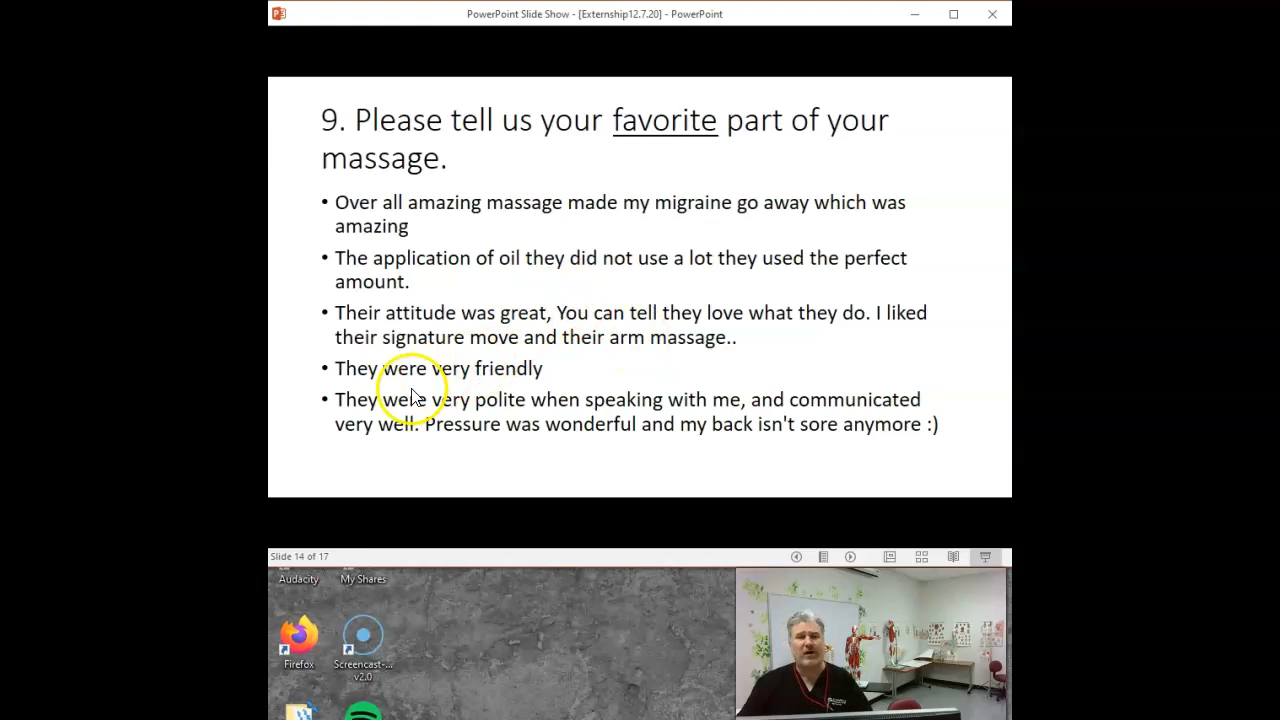 PowerPoint Slide Show - [Externship12.7.20] - PowerPoint
9. Please tell us your favorite part of your
massage.
• Over all amazing massage made my migraine go away which was
amazing
• The application of oil they did not use a lot they used the perfect
amount.
• Their attitude was great, You can tell they love what they do. I liked
their signature move and their arm massage..
• They were very friendly
• They were very polite when speaking with me, and communicated
very well. Pressure was wonderful and my back isn't sore anymore :)
Slide 14 of 17
Audacity
My Shares
Firefox
Screencast-...
v2.0